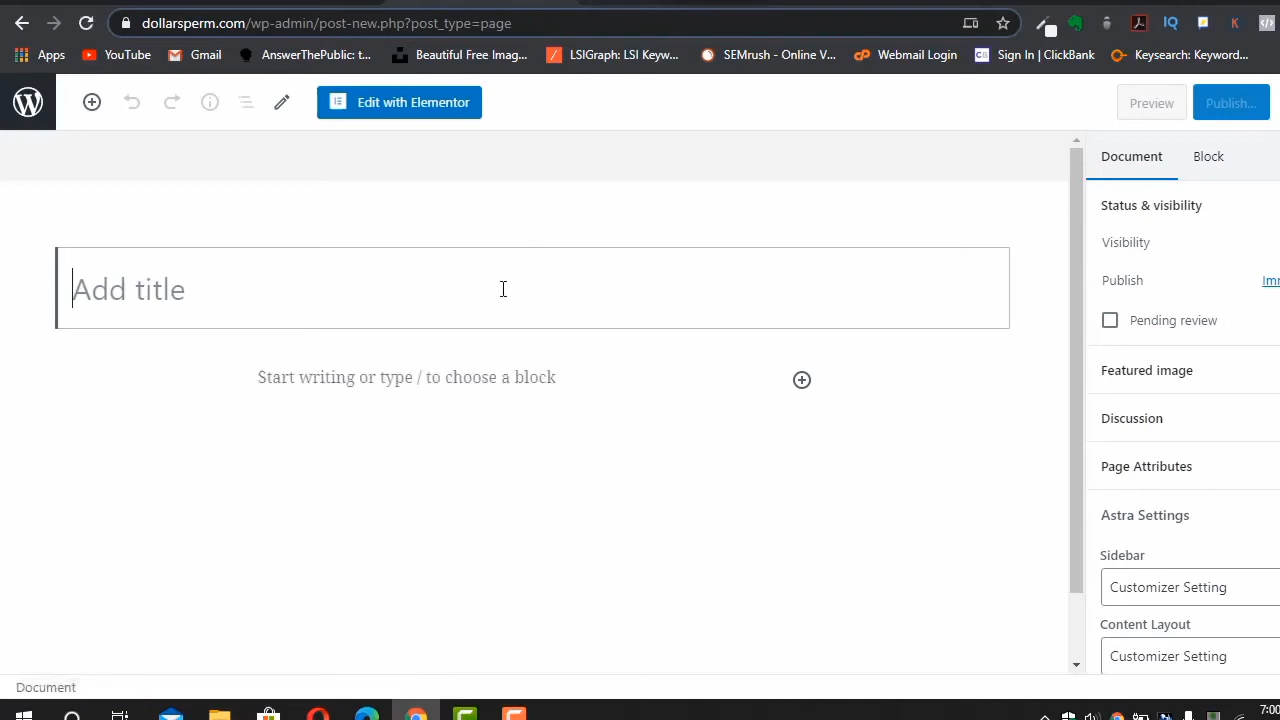 dollarsperm.com/wp-admin/post-new.php?post_type=page
Apps YouTube Gmail AnswerThePublic: t... Beautiful Free Imag... LSIGraph: LSI Keyw... SEMrush - Online V... Webmail Login Sign In | ClickBank Keysearch: Keyword...
Edit with Elementor
Preview Publish...
Document Block
Status & visibility
Visibility
Publish Imm
Pending review
Add title
Start writing or type / to choose a block
Featured image
Discussion
Page Attributes
Astra Settings
Sidebar
Customizer Setting
Content Layout
Customizer Setting
Document
7:00